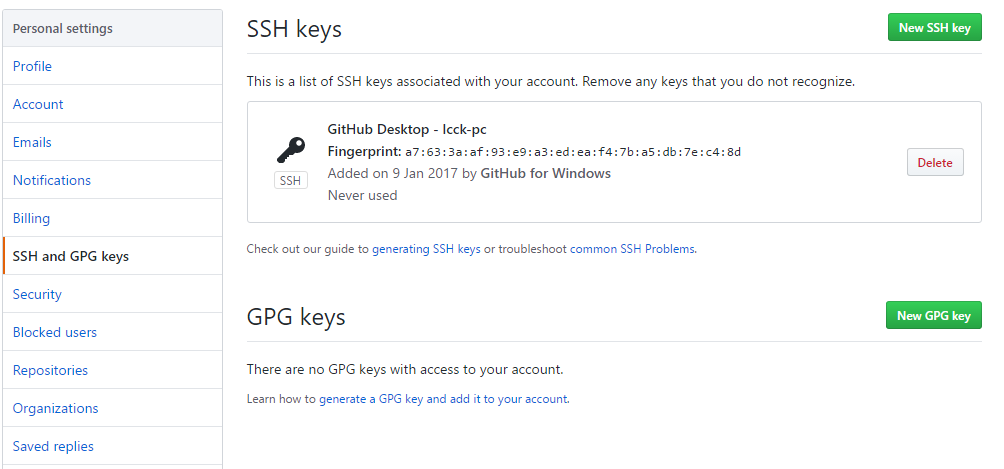 Personal settings
Profile
Account
Emails
Notifications
Billing
SSH and GPG keys
Security
Blocked users
Repositories
Organizations
Saved replies
SSH keys
New SSH key
This is a list of SSH keys associated with your account. Remove any keys that you do not recognize.
GitHub Desktop - lcck-pc
Fingerprint: a7:63:3a:af:93:e9:a3:ed:ea:f4:7b:a5:db:7e:c4:8d
Added on 9 Jan 2017 by GitHub for Windows
Never used
SSH
Delete
Check out our guide to generating SSH keys or troubleshoot common SSH Problems.
GPG keys
New GPG key
There are no GPG keys with access to your account.
Learn how to generate a GPG key and add it to your account.